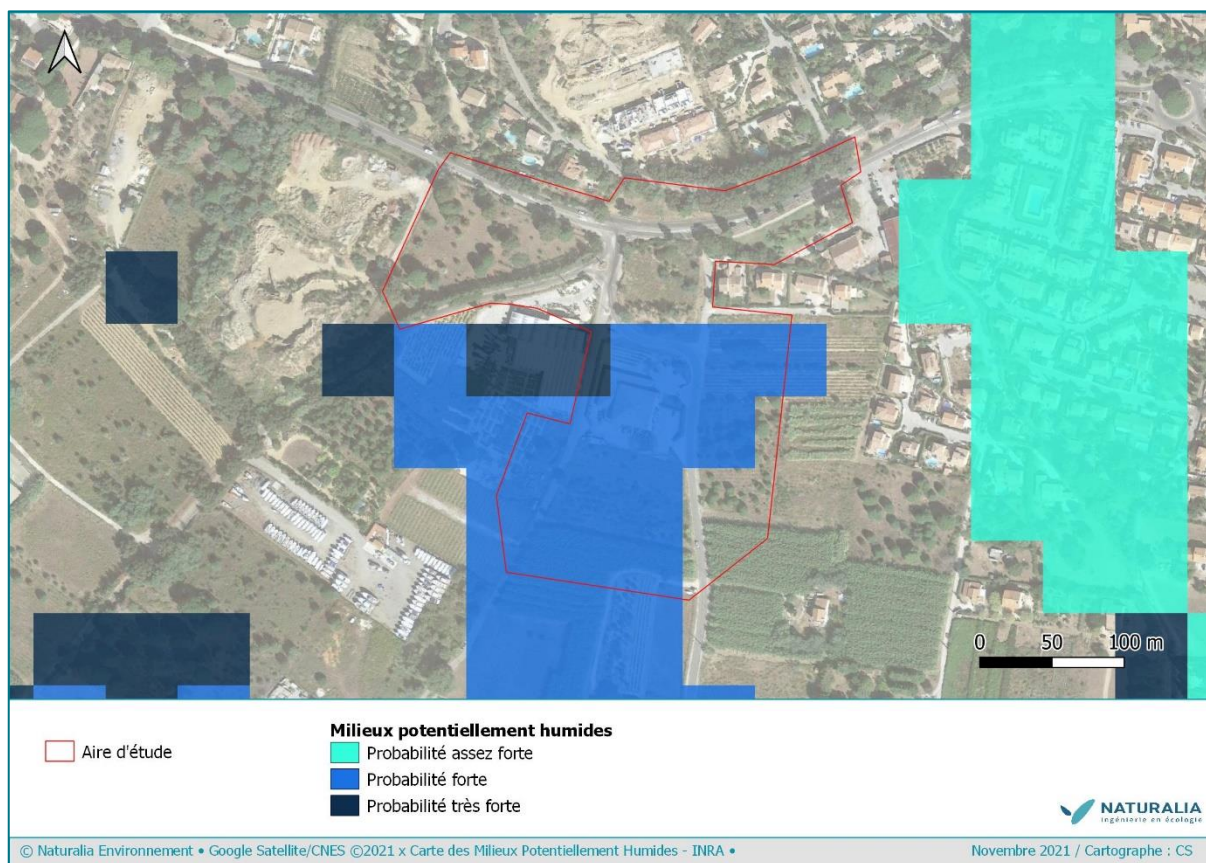 0 50 100 m
Milieux potentiellement humides
Aire d'étude
Probabilité assez forte
Probabilité forte
Probabilité très forte
NATURALIA
ingénierie en écologie
© Naturalia Environnement • Google Satellite/CNES ©2021 x Carte des Milieux Potentiellement Humides - INRA •
Novembre 2021 / Cartographe : CS